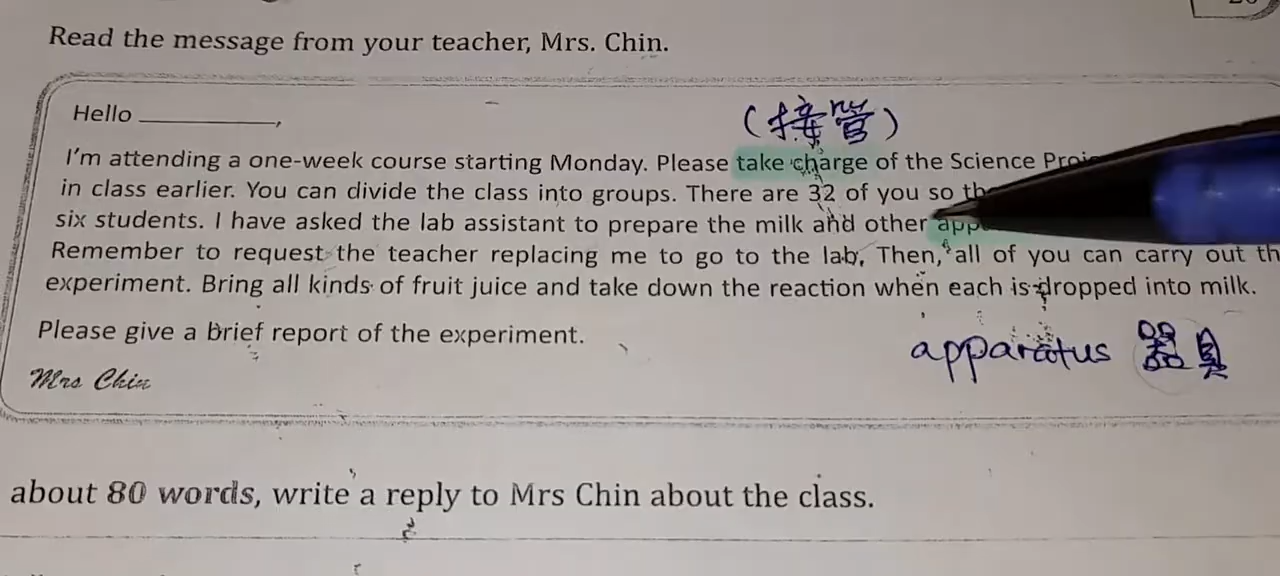 Read the message from your teacher, Mrs. Chin.
Hello ____________,
(接管)
I'm attending a one-week course starting Monday. Please take charge of the Science
in class earlier. You can divide the class into groups. There are 32 of you so
six students. I have asked the lab assistant to prepare the milk and other
Remember to request the teacher replacing me to go to the lab. Then, all of you can carry out
experiment. Bring all kinds of fruit juice and take down the reaction when each is dropped into milk.
Please give a brief report of the experiment.
apparatus 器具
Mrs Chin
about 80 words, write a reply to Mrs Chin about the class.